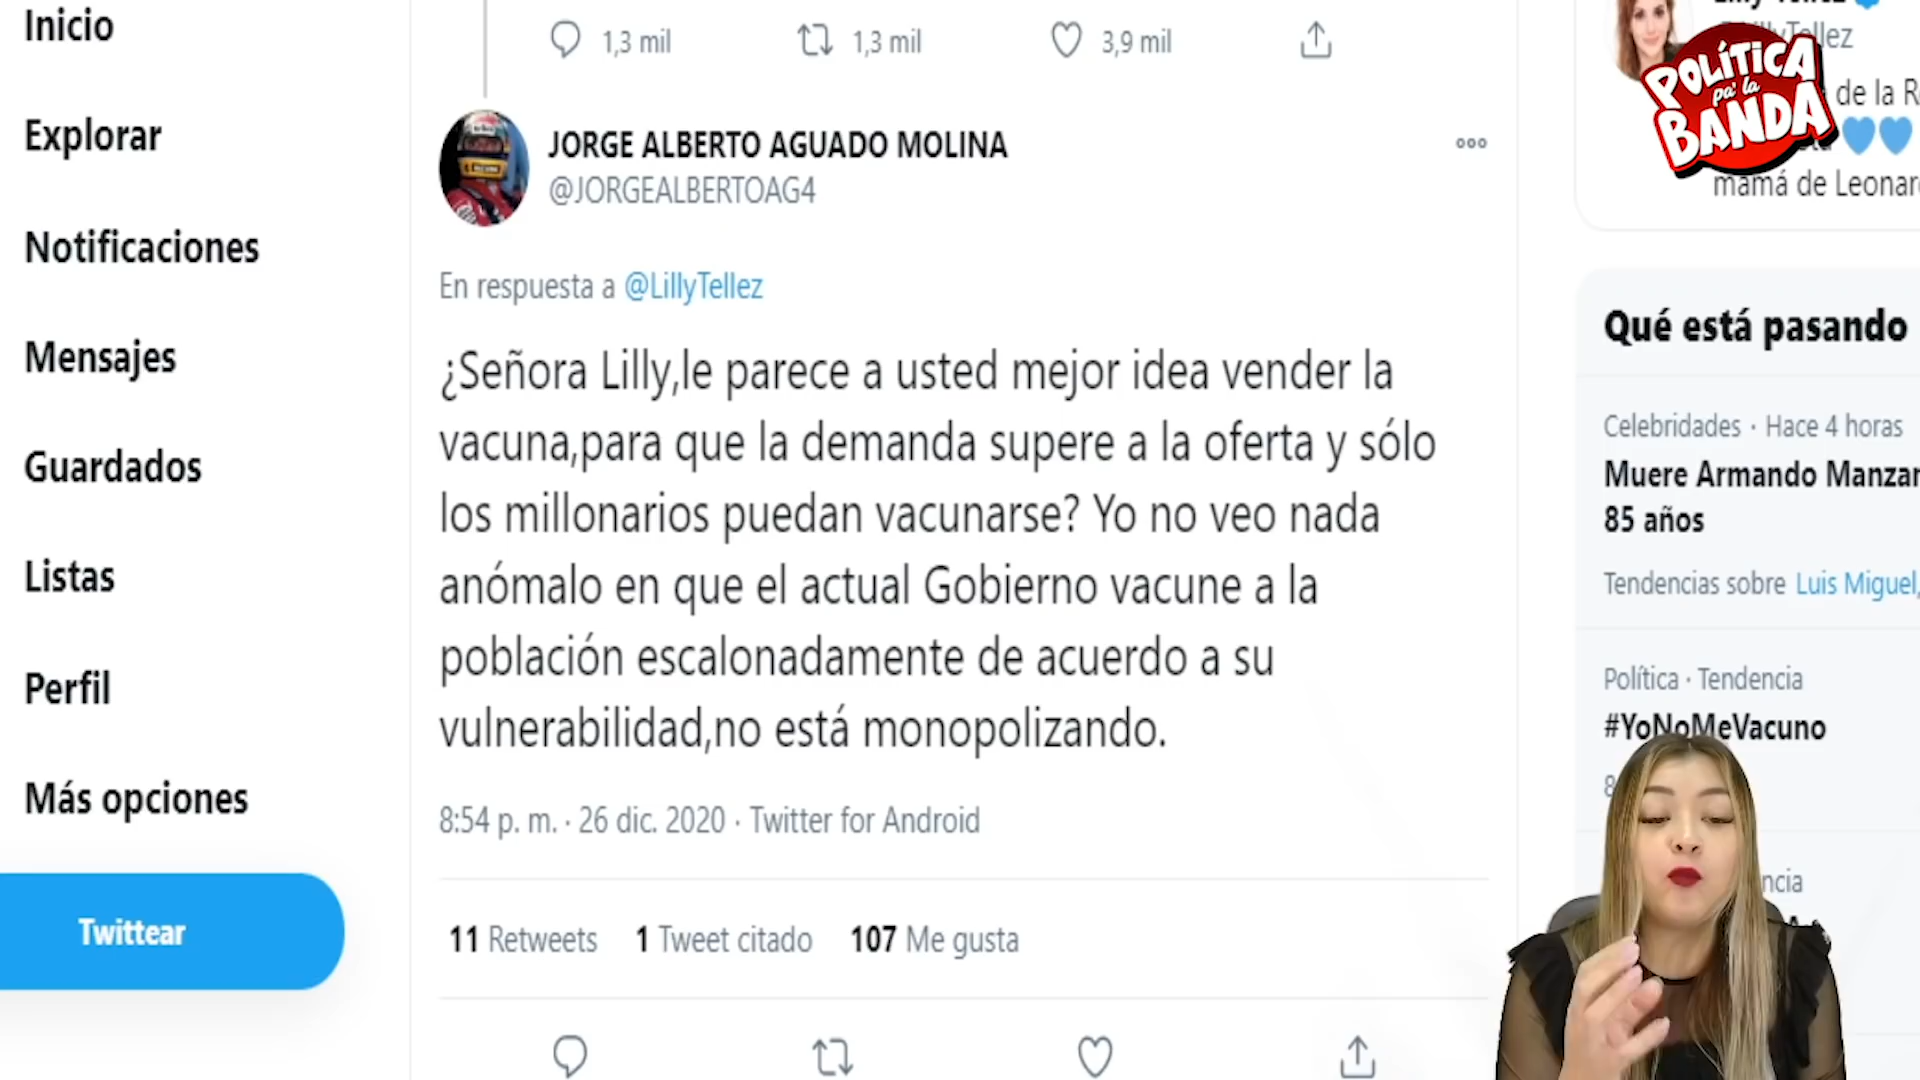 Inicio
Explorar
Notificaciones
Mensajes
Guardados
Listas
Perfil
Más opciones
Twittear
1,3 mil 1,3 mil 3,9 mil
JORGE ALBERTO AGUADO MOLINA
@JORGEALBERTOAG4
En respuesta a @LillyTellez
¿Señora Lilly,le parece a usted mejor idea vender la
vacuna,para que la demanda supere a la oferta y sólo
los millonarios puedan vacunarse? Yo no veo nada
anómalo en que el actual Gobierno vacune a la
población escalonadamente de acuerdo a su
vulnerabilidad,no está monopolizando.
8:54 p. m. · 26 dic. 2020 · Twitter for Android
11 Retweets 1 Tweet citado 107 Me gusta
POLÍTICA
pa' la
BANDA
de la
mamá de
Qué está pasando
Celebridades · Hace 4 horas
Muere Armando
85 años
Tendencias sobre Luis Miguel,
Política · Tendencia
#YoNoMeVacuno